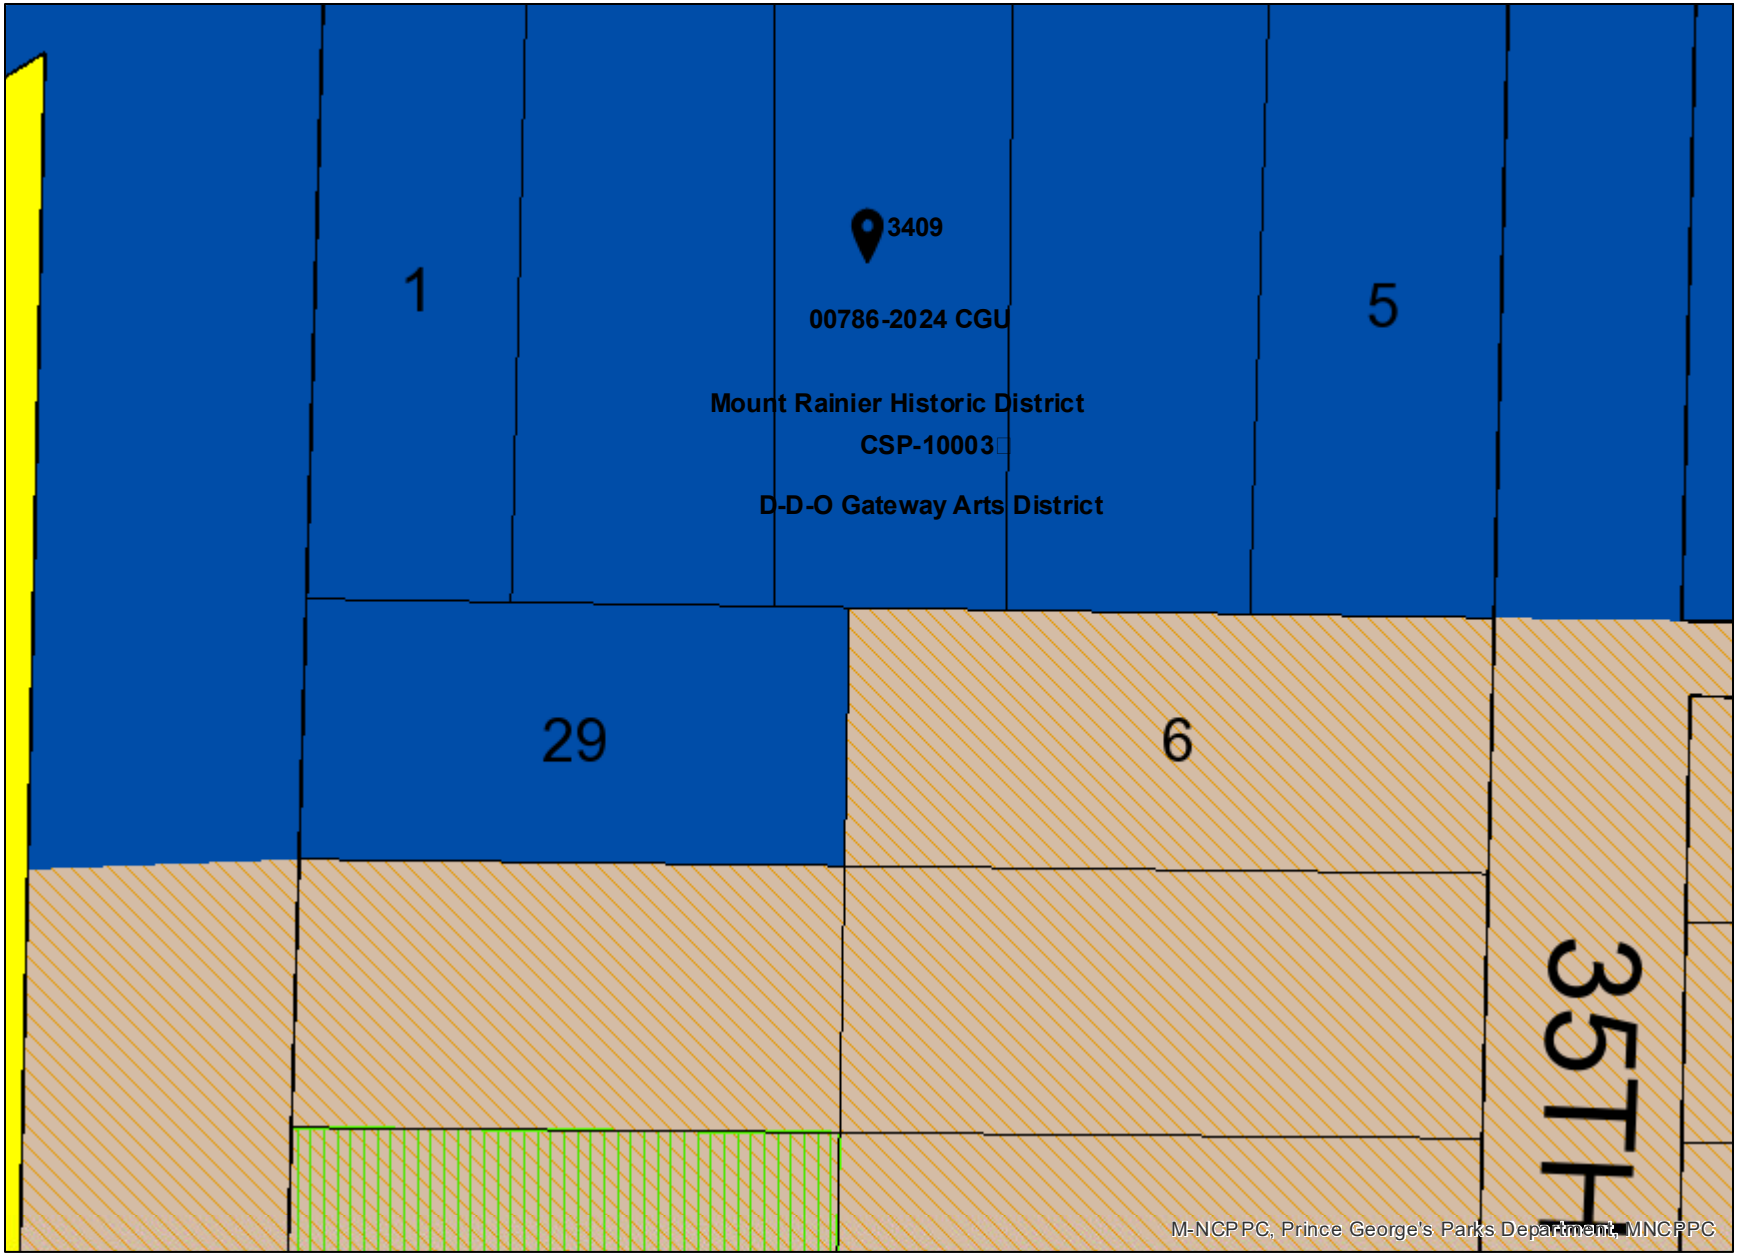 3409
1
5
00786-2024 CGU
Mount Rainier Historic District
CSP-10003
D-D-O Gateway Arts District
29
6
35TH
M-NCPPC, Prince George's Parks Department, MNCPPC